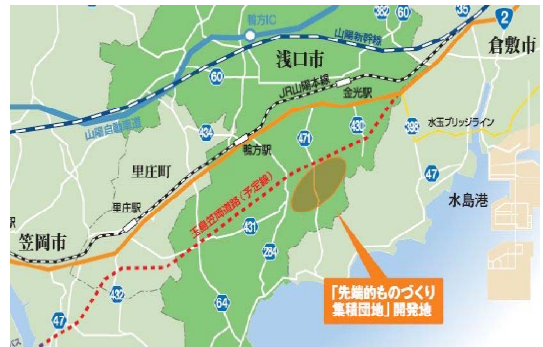 382
60
35
2
鴨方IC
山陽新幹線
倉敷市
浅口市
60
JR山陽本線
金光駅
山陽自動車道
434
471
430
398
水玉ブリッジライン
鴨方駅
里庄町
47
水島港
里庄駅
玉島笠岡道路(予定線)
431
笠岡市
284
432
64
47
「先端的ものづくり
集積団地」開発地